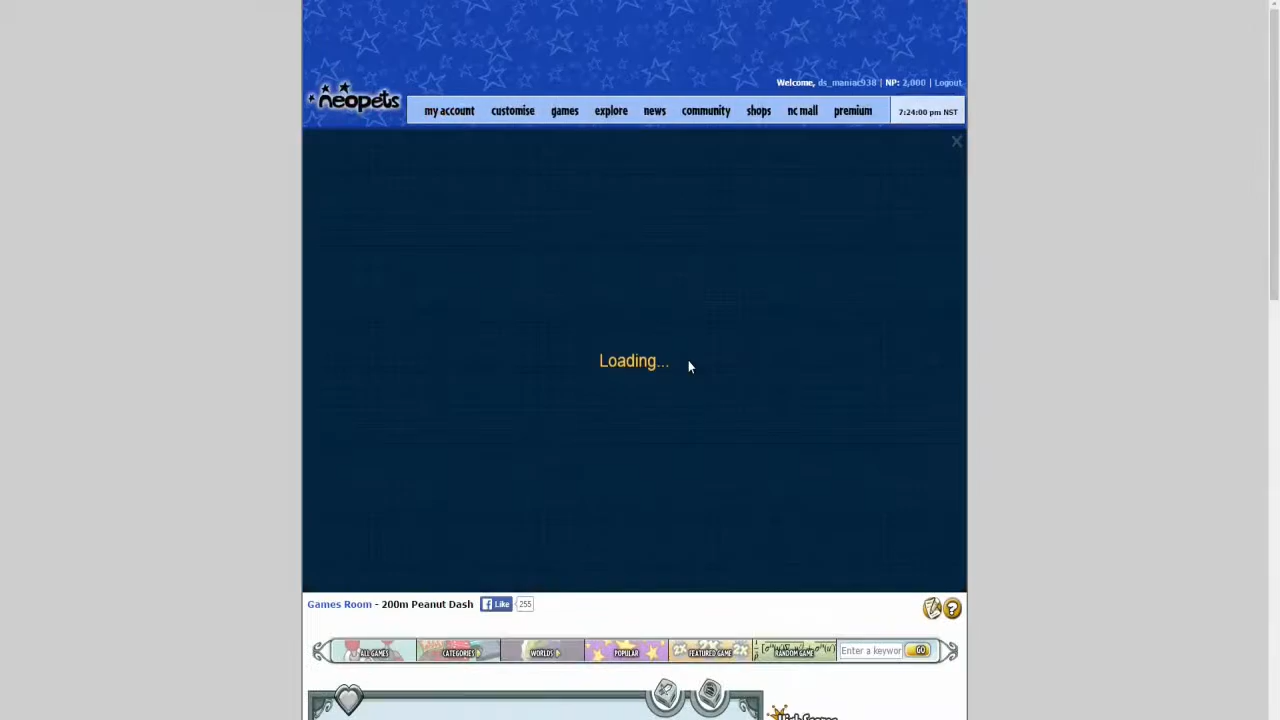 Welcome, ds_maniac938 | NP: 2,000 | Logout
neopets
my account customise games explore news community shops nc mall premium 7:24:00 pm NST
Loading...
Games Room - 200m Peanut Dash Like 255
ALL GAMES CATEGORIES WORLDS POPULAR FEATURED GAME RANDOM GAME Enter a keywor GO